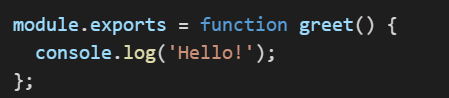 module.exports = function greet() {
  console.log('Hello!');
};